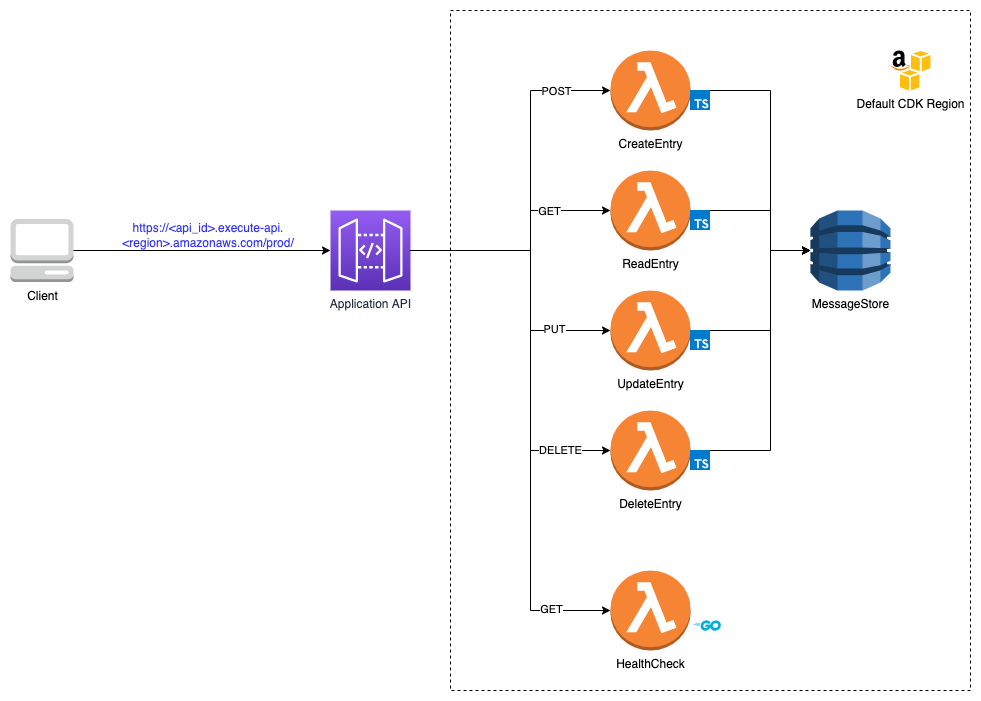 Default CDK Region
POST
TS
CreateEntry
GET
TS
ReadEntry
https://<api_id>.execute-api.
<region>.amazonaws.com/prod/
</>
Client
Application API
MessageStore
PUT
TS
UpdateEntry
DELETE
TS
DeleteEntry
GET
GO
HealthCheck
a